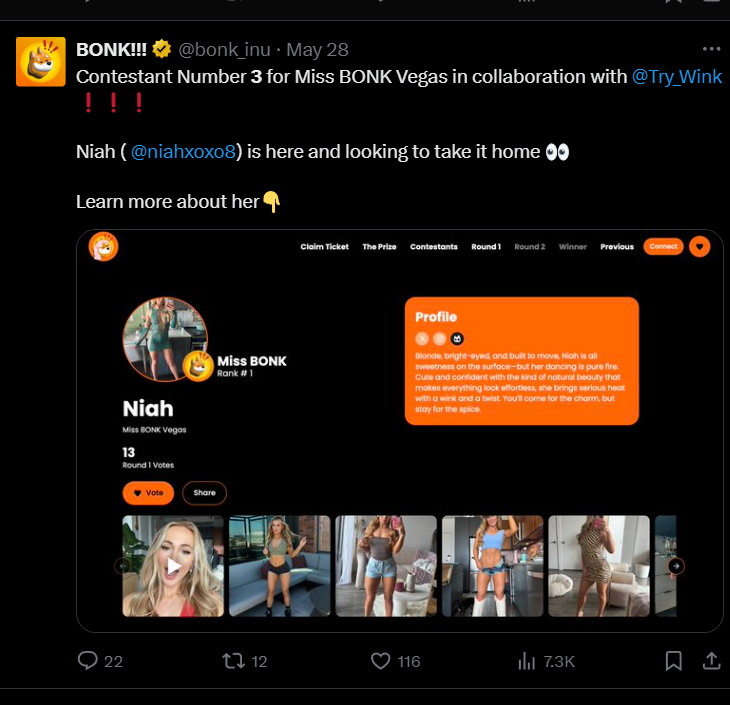 BONK!!! @bonk_inu · May 28
Contestant Number 3 for Miss BONK Vegas in collaboration with @Try_Wink
❗❗❗
Niah ( @niahxoxo8) is here and looking to take it home 👀
Learn more about her👇
Claim Ticket The Prize Contestants Round 1 Round 2 Winner Previous Connect
Profile
Blonde, bright-eyed, and built to move, Niah is all
sweetness on the surface—but her dancing is pure fire.
Cute and confident with the kind of natural beauty that
makes everything look effortless, she brings serious heat
with a wink and a twist. You'll come for the charm, but
stay for the spice.
Miss BONK
Rank # 1
Niah
Miss BONK Vegas
13
Round 1 Votes
Vote Share
22 12 116 7.3K